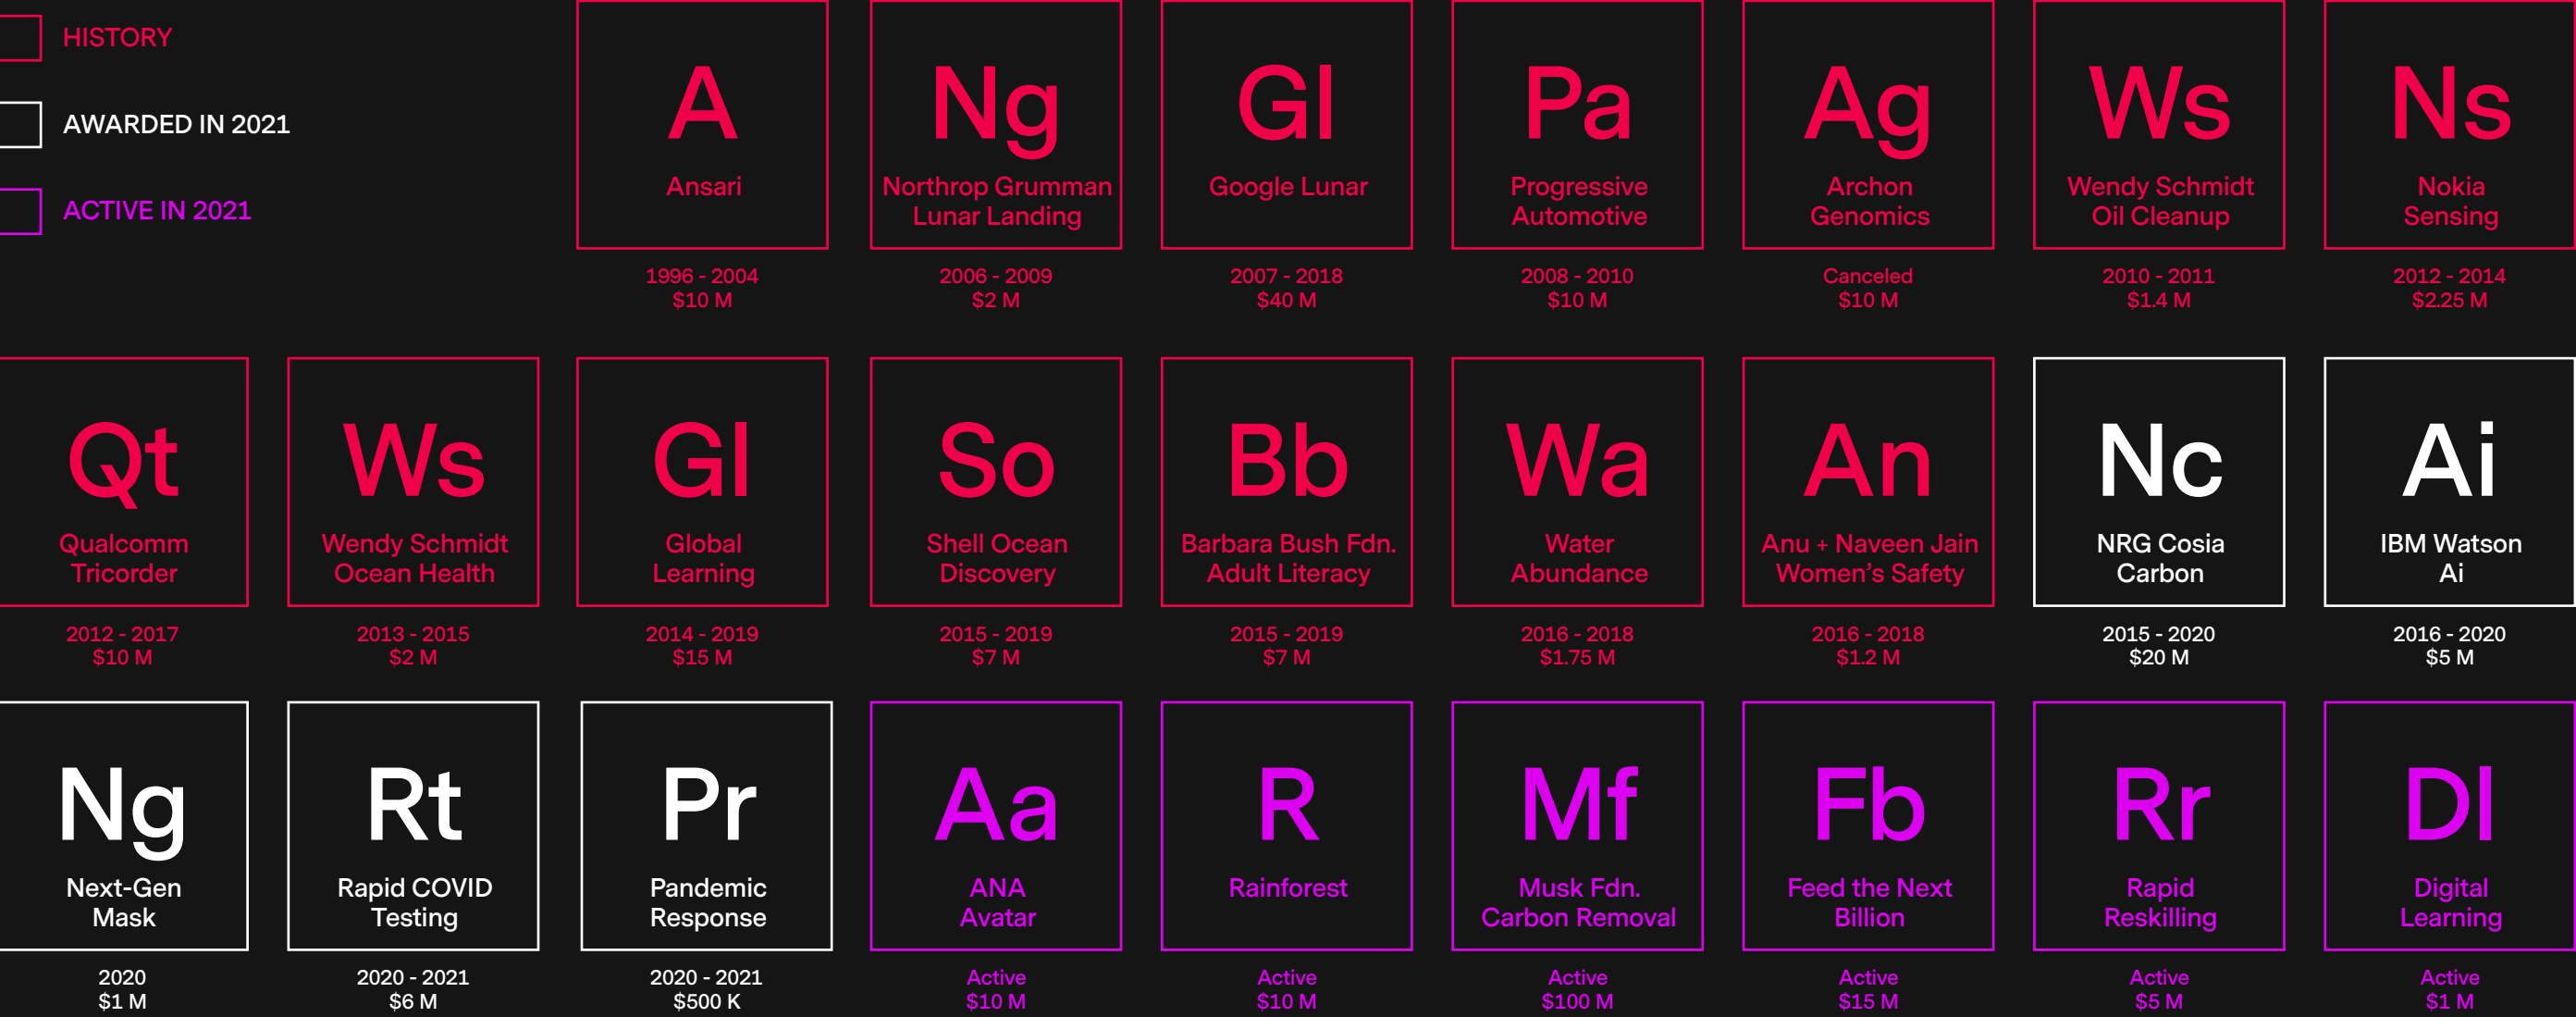 HISTORY
AWARDED IN 2021
ACTIVE IN 2021
A
Ansari
1996 - 2004
$10 M
Ng
Northrop Grumman
Lunar Landing
2006 - 2009
$2 M
Gl
Google Lunar
2007 - 2018
$40 M
Pa
Progressive
Automotive
2008 - 2010
$10 M
Ag
Archon
Genomics
Canceled
$10 M
Ws
Wendy Schmidt
Oil Cleanup
2010 - 2011
$1.4 M
Ns
Nokia
Sensing
2012 - 2014
$2.25 M
Qt
Qualcomm
Tricorder
2012 - 2017
$10 M
Ws
Wendy Schmidt
Ocean Health
2013 - 2015
$2 M
Gl
Global
Learning
2014 - 2019
$15 M
So
Shell Ocean
Discovery
2015 - 2019
$7 M
Bb
Barbara Bush Fdn.
Adult Literacy
2015 - 2019
$7 M
Wa
Water
Abundance
2016 - 2018
$1.75 M
An
Anu + Naveen Jain
Women’s Safety
2016 - 2018
$1.2 M
Nc
NRG Cosia
Carbon
2015 - 2020
$20 M
Ai
IBM Watson
Ai
2016 - 2020
$5 M
Ng
Next-Gen
Mask
2020
$1 M
Rt
Rapid COVID
Testing
2020 - 2021
$6 M
Pr
Pandemic
Response
2020 - 2021
$500 K
Aa
ANA
Avatar
Active
$10 M
R
Rainforest
Active
$10 M
Mf
Musk Fdn.
Carbon Removal
Active
$100 M
Fb
Feed the Next
Billion
Active
$15 M
Rr
Rapid
Reskilling
Active
$5 M
Dl
Digital
Learning
Active
$1 M